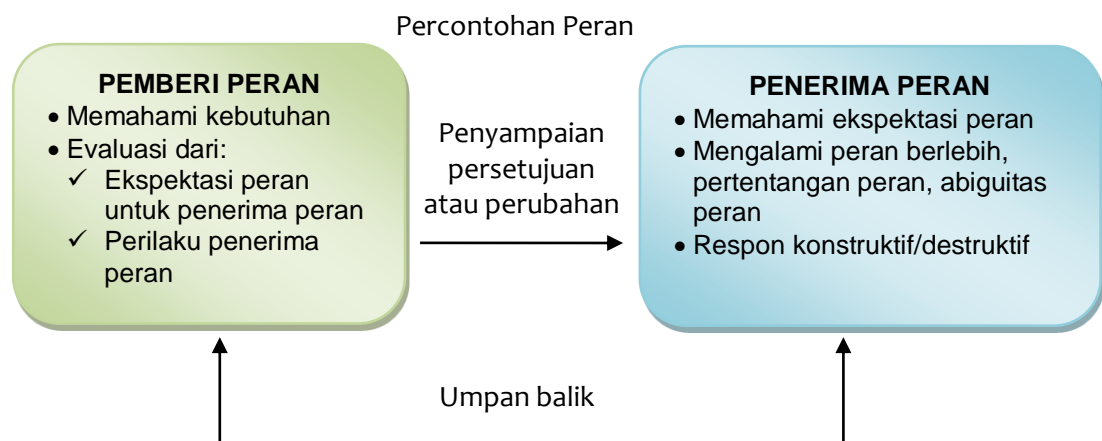 Percontohan Peran
PEMBERI PERAN
• Memahami kebutuhan
• Evaluasi dari:
✓ Ekspektasi peran
untuk penerima peran
✓ Perilaku penerima
peran
Penyampaian
persetujuan
atau perubahan
PENERIMA PERAN
• Memahami ekspektasi peran
• Mengalami peran berlebih,
pertentangan peran, abiguitas
peran
• Respon konstruktif/destruktif
Umpan balik